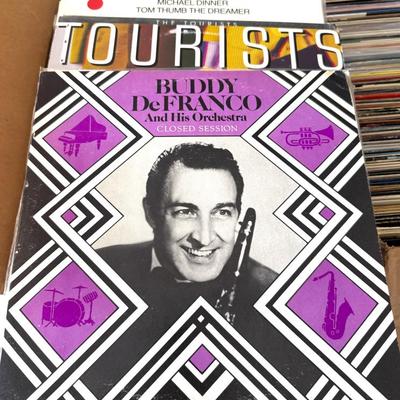 MICHAEL DINNER
TOM THUMB THE DREAMER
THE TOURISTS
TOURISTS
BUDDY
DeFRANCO
And His Orchestra
CLOSED SESSION